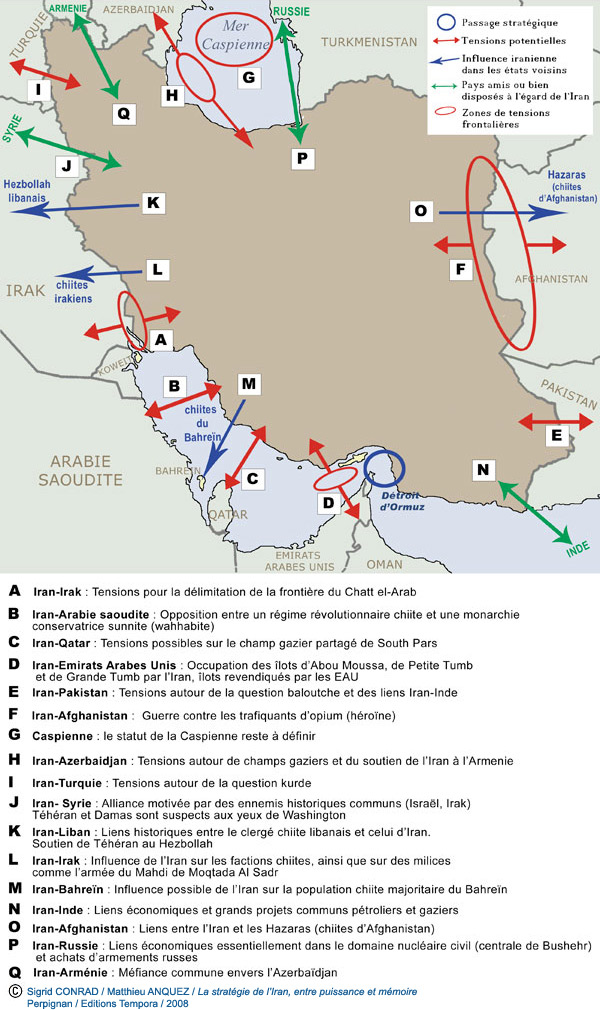 ARMENIE
AZERBAIDJAN
Mer
Caspienne
RUSSIE
TURKMENISTAN
Passage stratégique
Tensions potentielles
Influence iranienne
dans les états voisins
Pays amis ou bien
disposés à l'égard de l'Iran
Zones de tensions
frontalières
TURQUIE
I
H
G
Q
SYRIE
P
J
Hezbollah
libanais
K
O
Hazaras
(chiites
d'Afghanistan)
L
chiites
irakiens
IRAK
F
AFGHANISTAN
A
KOWEIT
B
M
chiites
du
Bahreïn
PAKISTAN
E
ARABIE
SAOUDITE
BAHREIN
C
N
D
Détroit
d'Ormuz
QATAR
INDE
EMIRATS
ARABES UNIS
OMAN
A Iran-Irak : Tensions pour la délimitation de la frontière du Chatt el-Arab
B Iran-Arabie saoudite : Opposition entre un régime révolutionnaire chiite et une monarchie
conservatrice sunnite (wahhabite)
C Iran-Qatar : Tensions possibles sur le champ gazier partagé de South Pars
D Iran-Emirats Arabes Unis : Occupation des îlots d'Abou Moussa, de Petite Tumb
et de Grande Tumb par l'Iran, îlots revendiqués par les EAU
E Iran-Pakistan : Tensions autour de la question baloutche et des liens Iran-Inde
F Iran-Afghanistan : Guerre contre les trafiquants d'opium (héroïne)
G Caspienne : le statut de la Caspienne reste à définir
H Iran-Azerbaidjan : Tensions autour de champs gaziers et du soutien de l'Iran à l'Armenie
I Iran-Turquie : Tensions autour de la question kurde
J Iran- Syrie : Alliance motivée par des ennemis historiques communs (Israël, Irak)
Téhéran et Damas sont suspects aux yeux de Washington
K Iran-Liban : Liens historiques entre le clergé chiite libanais et celui d'Iran.
Soutien de Téhéran au Hezbollah
L Iran-Irak : Influence de l'Iran sur les factions chiites, ainsi que sur des milices
comme l'armée du Mahdi de Moqtada Al Sadr
M Iran-Bahreïn : Influence possible de l'Iran sur la population chiite majoritaire du Bahreïn
N Iran-Inde : Liens économiques et grands projets communs pétroliers et gaziers
O Iran-Afghanistan : Liens entre l'Iran et les Hazaras (chiites d'Afghanistan)
P Iran-Russie : Liens économiques essentiellement dans le domaine nucléaire civil (centrale de Bushehr)
et achats d'armements russes
Q Iran-Arménie : Méfiance commune envers l'Azerbaïdjan
© Sigrid CONRAD / Matthieu ANQUEZ / La stratégie de l'Iran, entre puissance et mémoire
Perpignan / Editions Tempora / 2008